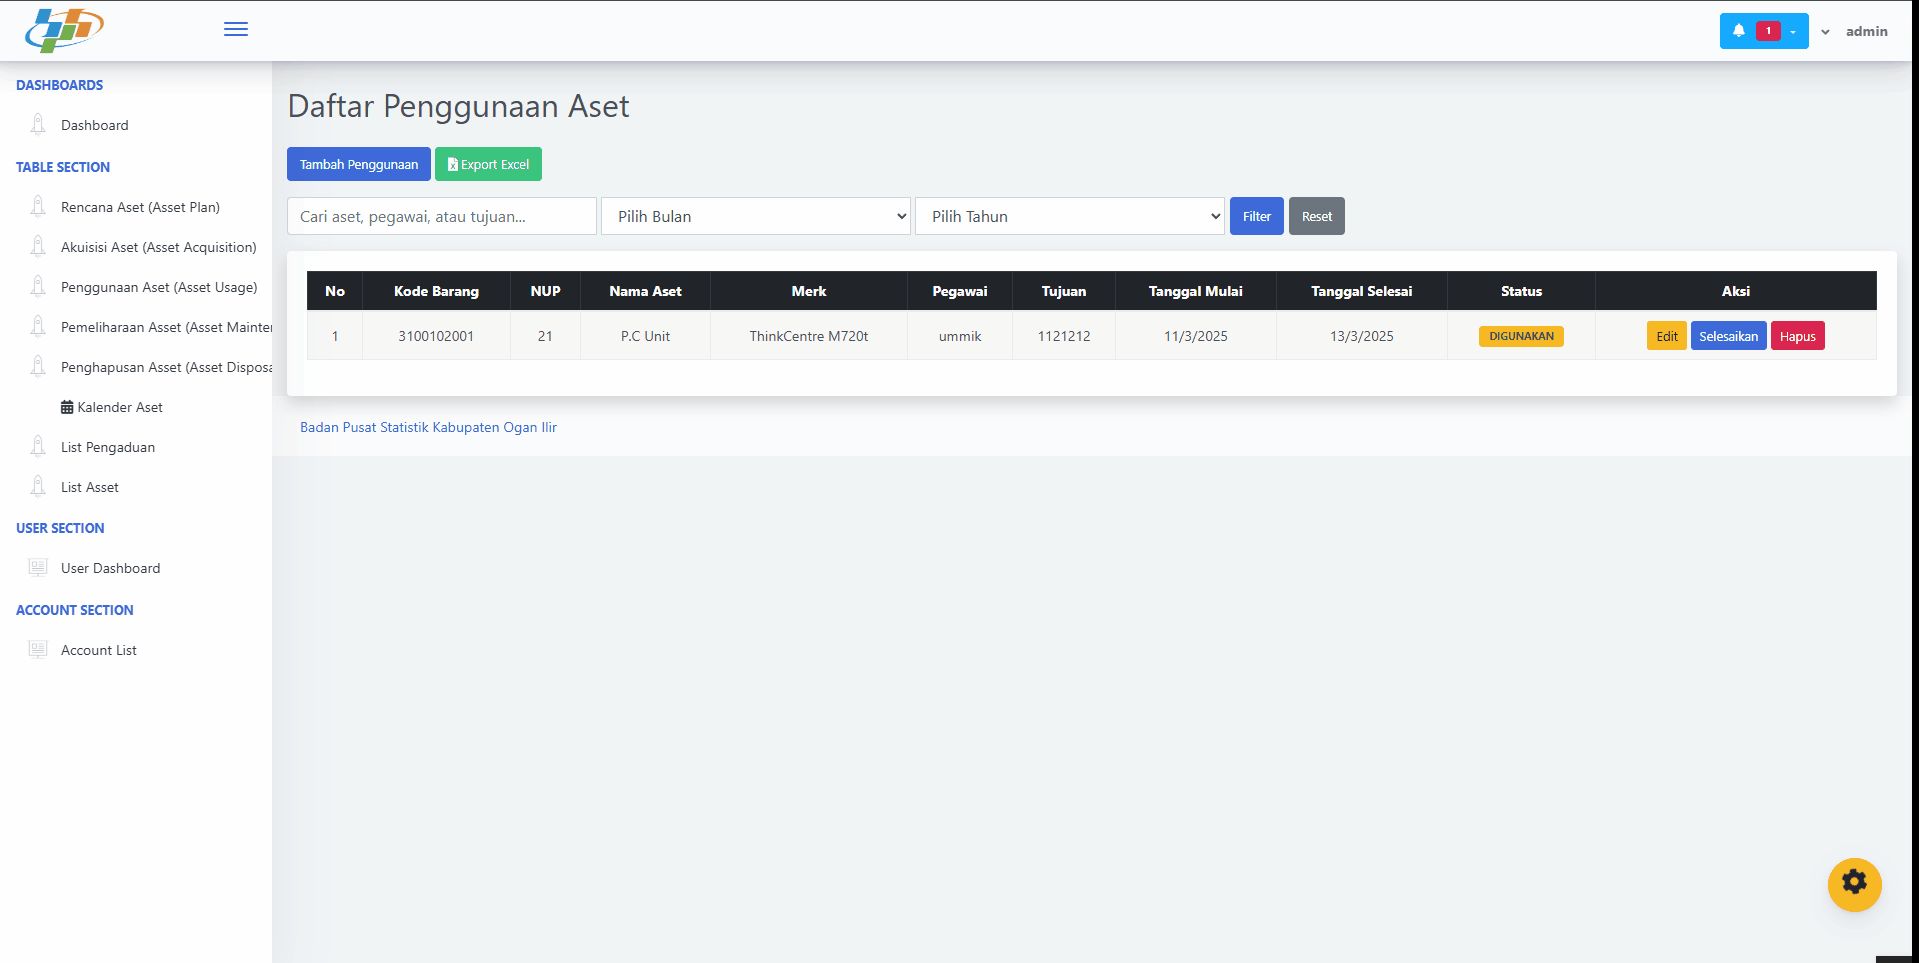 1
admin
DASHBOARDS
Dashboard
TABLE SECTION
Rencana Aset (Asset Plan)
Akuisisi Aset (Asset Acquisition)
Penggunaan Aset (Asset Usage)
Pemeliharaan Asset (Asset Mainter
Penghapusan Asset (Asset Disposa
Kalender Aset
List Pengaduan
List Asset
USER SECTION
User Dashboard
ACCOUNT SECTION
Account List
Daftar Penggunaan Aset
Tambah Penggunaan Export Excel
Cari aset, pegawai, atau tujuan... Pilih Bulan Pilih Tahun Filter Reset
No Kode Barang NUP Nama Aset Merk Pegawai Tujuan Tanggal Mulai Tanggal Selesai Status Aksi
1 3100102001 21 P.C Unit ThinkCentre M720t ummik 1121212 11/3/2025 13/3/2025 DIGUNAKAN Edit Selesaikan Hapus
Badan Pusat Statistik Kabupaten Ogan Ilir